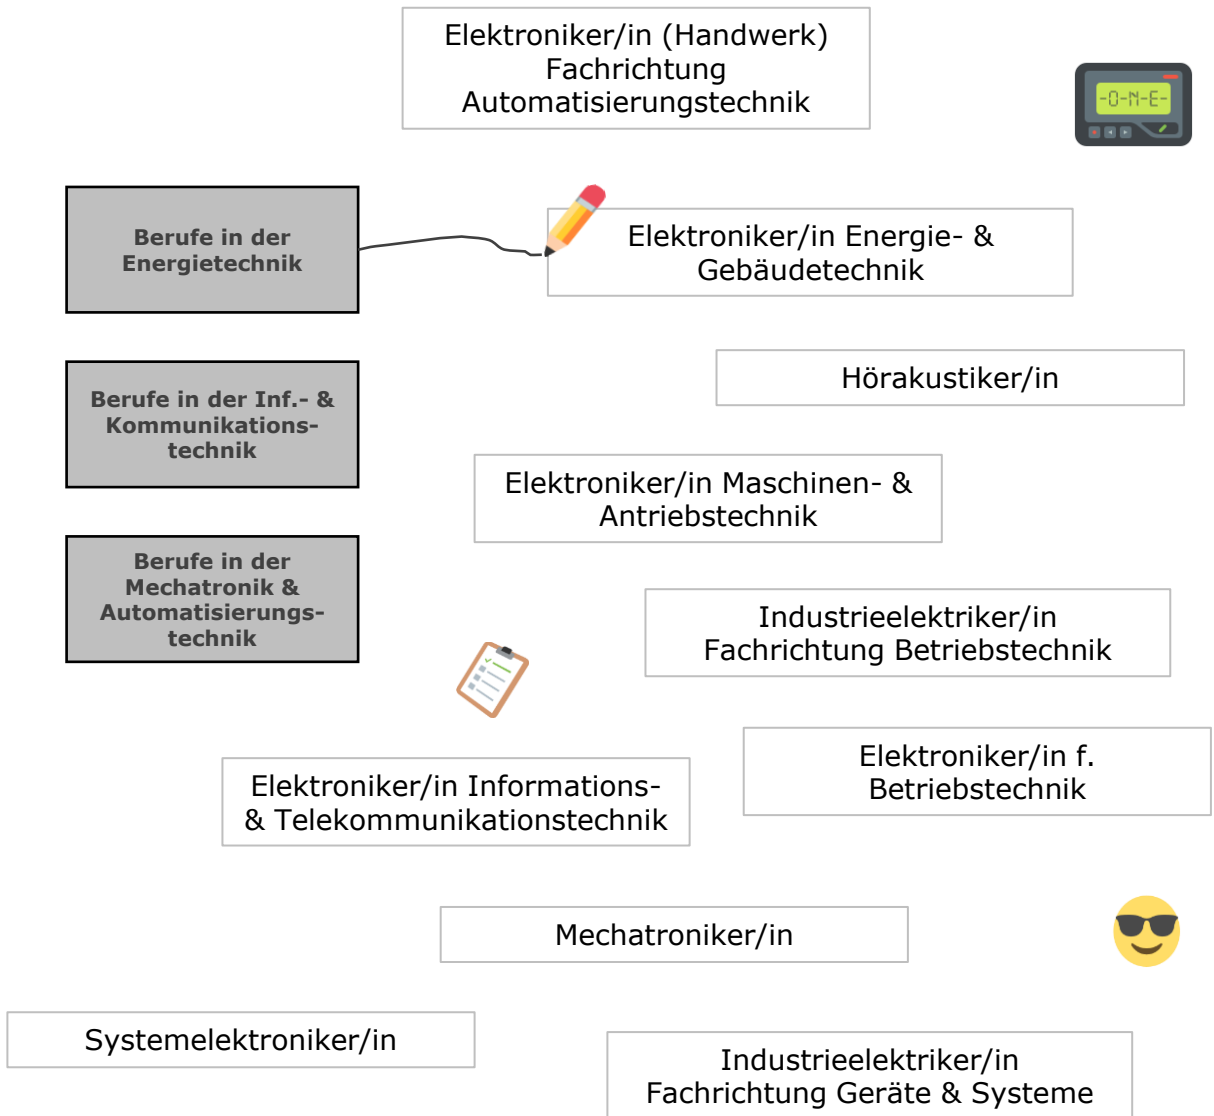 Elektroniker/in (Handwerk)
Fachrichtung
Automatisierungstechnik
-O-N-E-
Berufe in der
Energietechnik
Elektroniker/in Energie- &
Gebäudetechnik
Hörakustiker/in
Berufe in der Inf.- &
Kommunikations-
technik
Elektroniker/in Maschinen- &
Antriebstechnik
Berufe in der
Mechatronik &
Automatisierungs-
technik
Industrieelektriker/in
Fachrichtung Betriebstechnik
Elektroniker/in f.
Betriebstechnik
Elektroniker/in Informations-
& Telekommunikationstechnik
Mechatroniker/in
Systemelektroniker/in
Industrieelektriker/in
Fachrichtung Geräte & Systeme